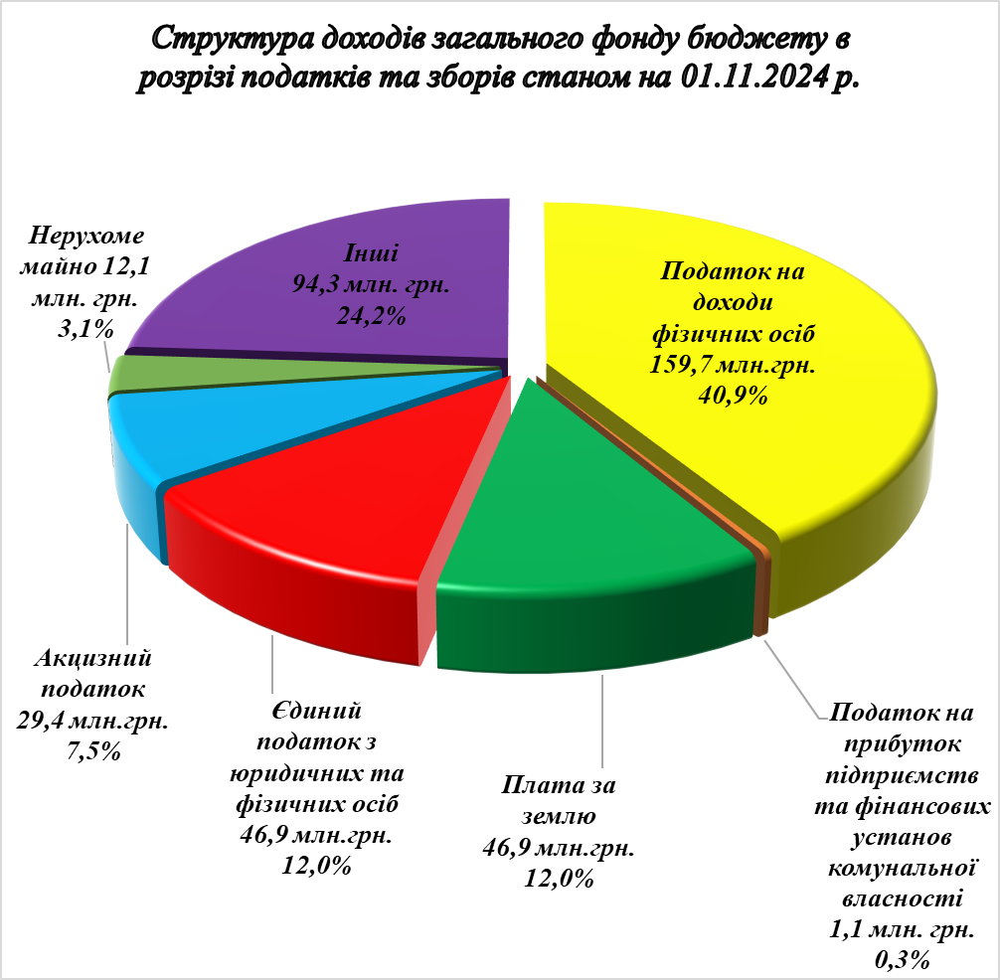 Структура доходів загального фонду бюджету в
розрізі податків та зборів станом на 01.11.2024 р.
Нерухоме
майно 12,1
млн. грн.
3,1%
Інші
94,3 млн. грн.
24,2%
Податок на
доходи
фізичних осіб
159,7 млн.грн.
40,9%
Акцизний
податок
29,4 млн.грн.
7,5%
Єдиний
податок з
юридичних та
фізичних осіб
46,9 млн.грн.
12,0%
Плата за
землю
46,9 млн.грн.
12,0%
Податок на
прибуток
підприємств
та фінансових
установ
комунальної
власності
1,1 млн. грн.
0,3%